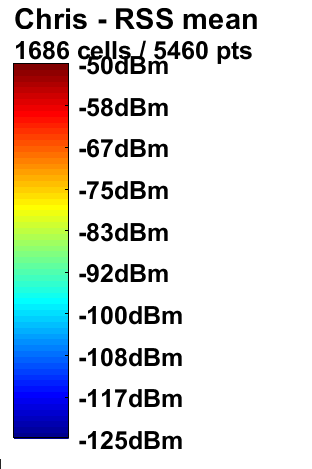 Chris - RSS mean
1686 cells / 5460 pts
-50dBm
-58dBm
-67dBm
-75dBm
-83dBm
-92dBm
-100dBm
-108dBm
-117dBm
-125dBm